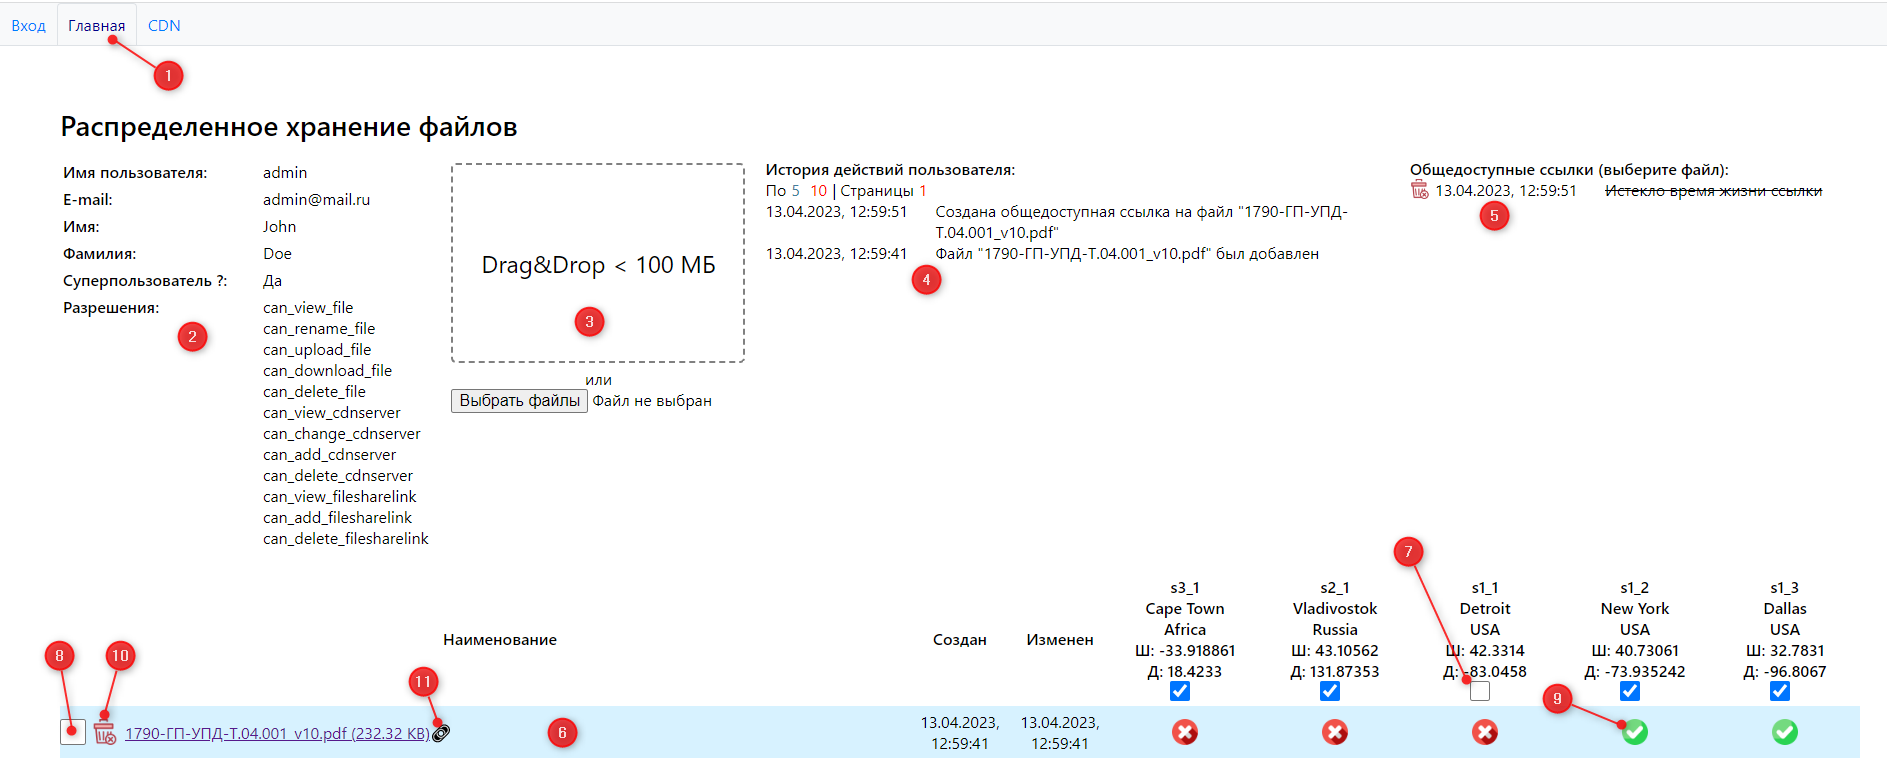 Вход Главная CDN
1
Распределенное хранение файлов
Имя пользователя: admin
E-mail: admin@mail.ru
Имя: John
Фамилия: Doe
Суперпользователь ?: Да
Разрешения: can_view_file
can_rename_file
can_upload_file
can_download_file
can_delete_file
can_view_cdnserver
can_change_cdnserver
can_add_cdnserver
can_delete_cdnserver
can_view_filesharelink
can_add_filesharelink
can_delete_filesharelink
2
Drag&Drop < 100 МБ
3
или
Выбрать файлы Файл не выбран
История действий пользователя:
По 5 10 | Страницы 1
13.04.2023, 12:59:51 Создана общедоступная ссылка на файл "1790-ГП-УПД-
Т.04.001_v10.pdf"
13.04.2023, 12:59:41 Файл "1790-ГП-УПД-Т.04.001_v10.pdf" был добавлен
4
Общедоступные ссылки (выберите файл):
13.04.2023, 12:59:51 Истекло время жизни ссылки
5
7
s3_1 s2_1 s1_1 s1_2 s1_3
Cape Town Vladivostok Detroit New York Dallas
Africa Russia USA USA USA
Наименование Создан Изменен
Ш: -33.918861 Ш: 43.10562 Ш: 42.3314 Ш: 40.73061 Ш: 32.7831
Д: 18.4233 Д: 131.87353 Д: -83.0458 Д: -73.935242 Д: -96.8067
8 10 11 9
1790-ГП-УПД-Т.04.001_v10.pdf (232.32 KB) 6 13.04.2023, 13.04.2023,
12:59:41 12:59:41